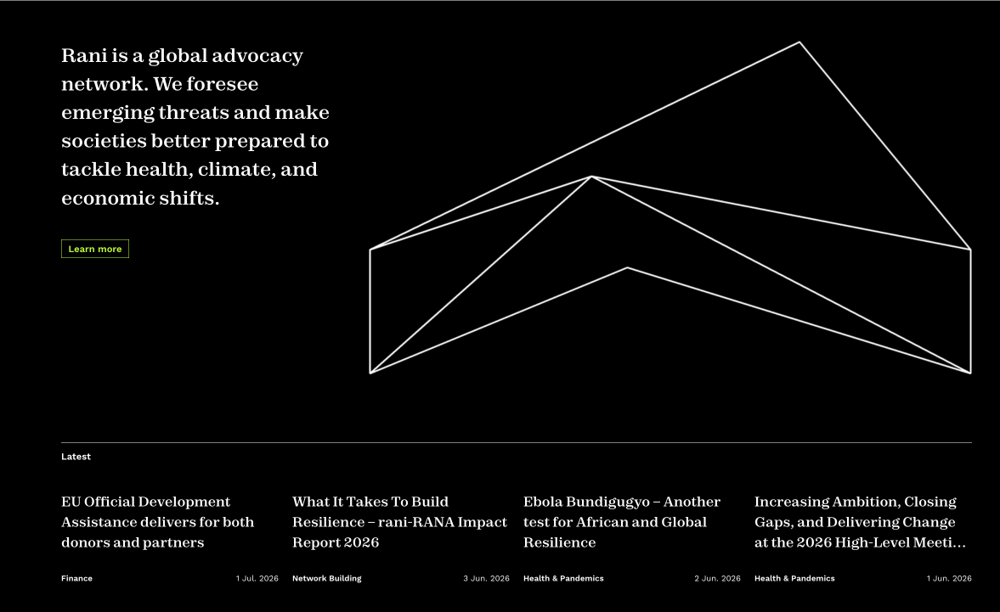 Rani is a global advocacy
network. We foresee
emerging threats and make
societies better prepared to
tackle health, climate, and
economic shifts.
Learn more
Latest
EU Official Development
Assistance delivers for both
donors and partners
Finance
1 Jul. 2026
What It Takes To Build
Resilience – rani-RANA Impact
Report 2026
Network Building
3 Jun. 2026
Ebola Bundigugyo – Another
test for African and Global
Resilience
Health & Pandemics
2 Jun. 2026
Increasing Ambition, Closing
Gaps, and Delivering Change
at the 2026 High-Level Meeti…
Health & Pandemics
1 Jun. 2026